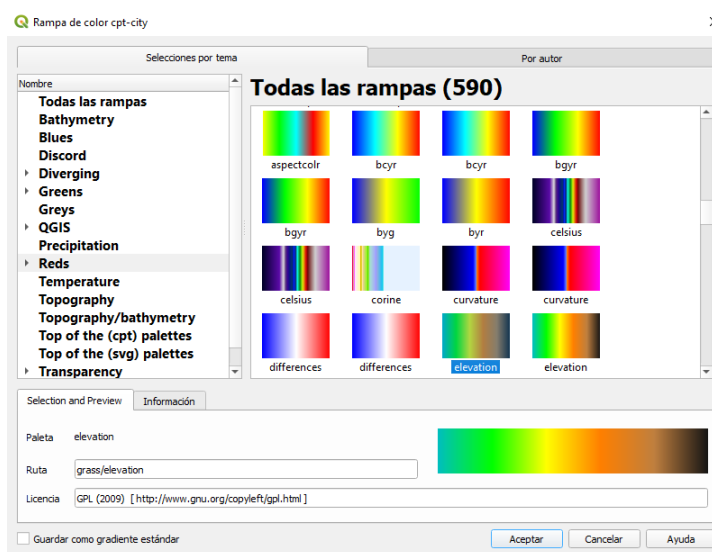 Rampa de color cpt-city
Selecciones por tema
Por autor
Nombre
Todas las rampas
Bathymetry
Blues
Discord
Diverging
Greens
Greys
QGIS
Precipitation
Reds
Temperature
Topography
Topography/bathymetry
Top of the (cpt) palettes
Top of the (svg) palettes
Transparency
Todas las rampas (590)
aspectcolr bcyr bcyr bgyr
bgyr byg byr celsius
celsius corine curvature curvature
differences differences elevation elevation
Selection and Preview
Información
Paleta elevation
Ruta grass/elevation
Licencia GPL (2009) [ http://www.gnu.org/copyleft/gpl.html ]
Guardar como gradiente estándar
Aceptar
Cancelar
Ayuda